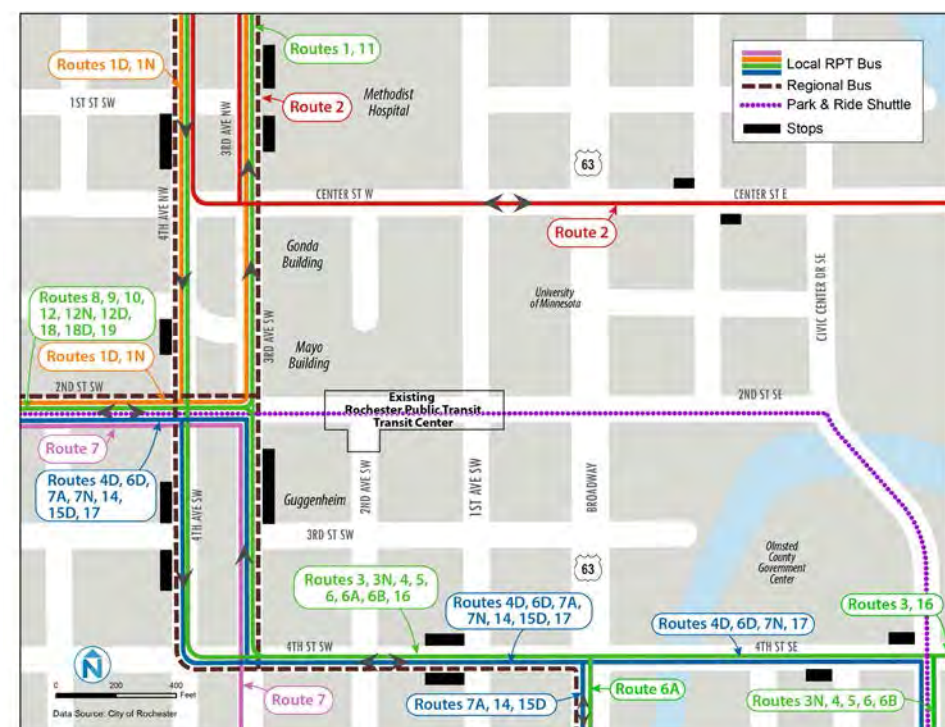 Routes 1, 11
Routes 1D, 1N
1ST ST SW
3RD AVE NW
Route 2
Methodist
Hospital
Local RPT Bus
Regional Bus
Park & Ride Shuttle
Stops
63
4TH AVE NW
CENTER ST W
CENTER ST E
Route 2
Gonda
Building
University
of Minnesota
CIVIC CENTER DR SE
Routes 8, 9, 10,
12, 12N, 12D,
18, 18D, 19
3RD AVE SW
Mayo
Building
Routes 1D, 1N
2ND ST SW
2ND ST SE
Existing
Rochester Public Transit
Transit Center
Route 7
Routes 4D, 6D,
7A, 7N, 14,
15D, 17
4TH AVE SW
Guggenheim
2ND AVE SW
1ST AVE SW
BROADWAY
3RD ST SW
Olmsted
County
Government
Center
63
Routes 3, 3N, 4, 5,
6, 6A, 6B, 16
Routes 4D, 6D, 7A,
7N, 14, 15D, 17
Routes 4D, 6D, 7N, 17
Routes 3, 16
4TH ST SW
4TH ST SE
N
0 200 400
Feet
Data Source: City of Rochester
Route 7
Routes 7A, 14, 15D
Route 6A
Routes 3N, 4, 5, 6, 6B